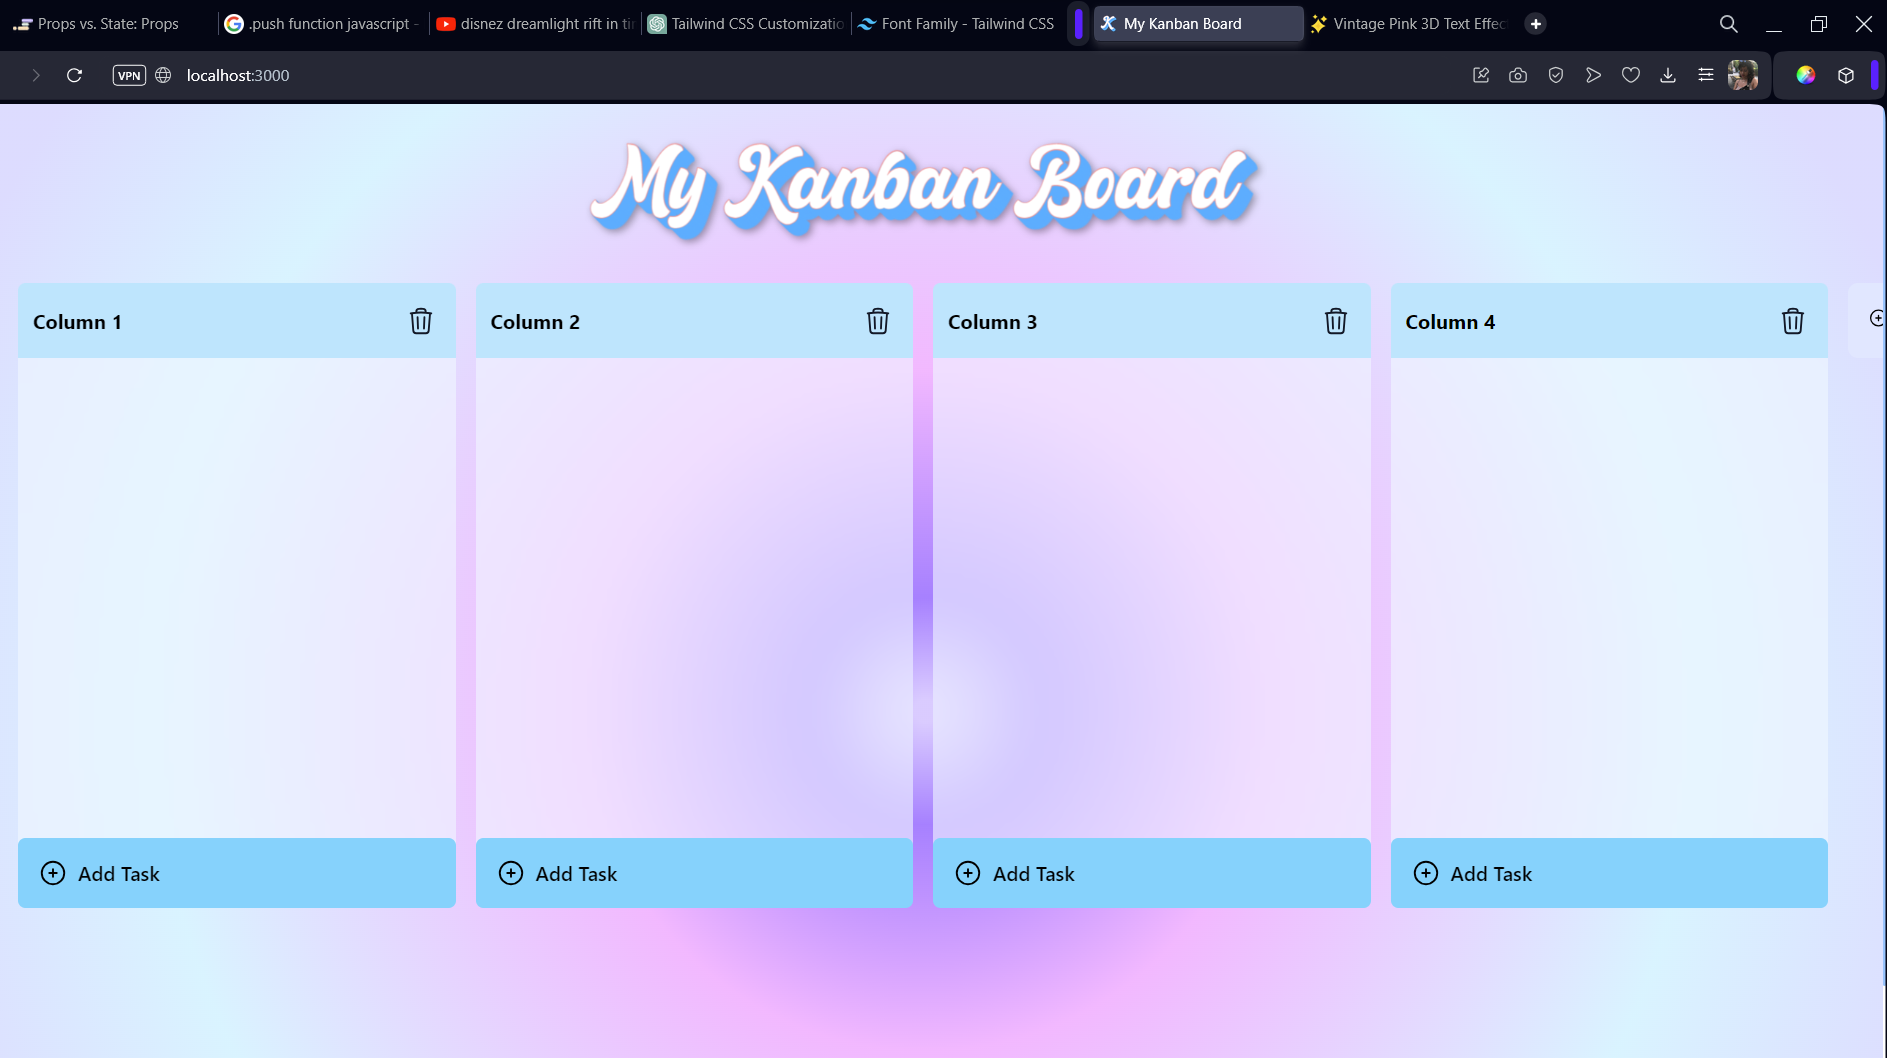 Props vs. State: Props
.push function javascript -
disnez dreamlight rift in ti
Tailwind CSS Customizatio
Font Family - Tailwind CSS
My Kanban Board
Vintage Pink 3D Text Effec
VPN
localhost:3000
My Kanban Board
Column 1
Column 2
Column 3
Column 4
Add Task
Add Task
Add Task
Add Task